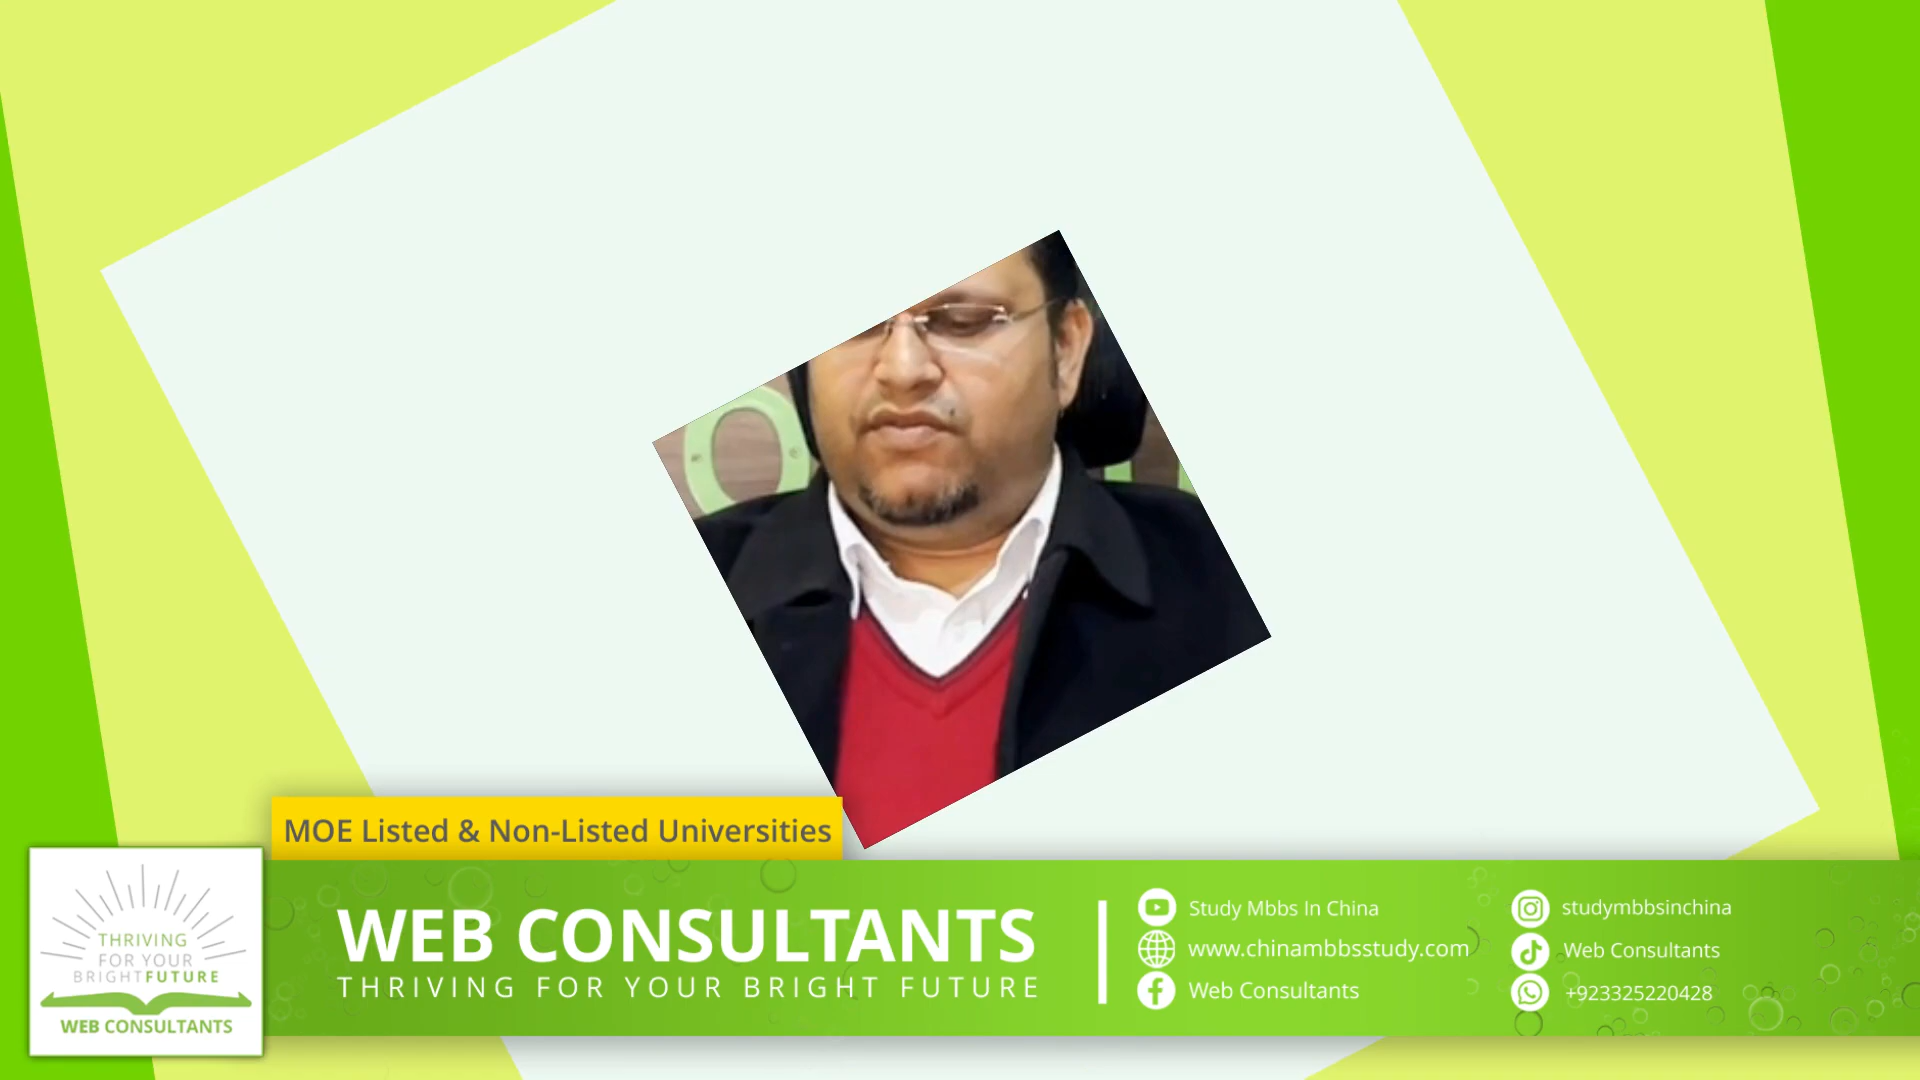 MOE Listed & Non-Listed Universities
THRIVING
FOR YOUR
BRIGHTFUTURE
WEB CONSULTANTS
WEB CONSULTANTS
THRIVING FOR YOUR BRIGHT FUTURE
Study Mbbs In China
www.chinambbsstudy.com
Web Consultants
studymbbsinchina
Web Consultants
+923325220428